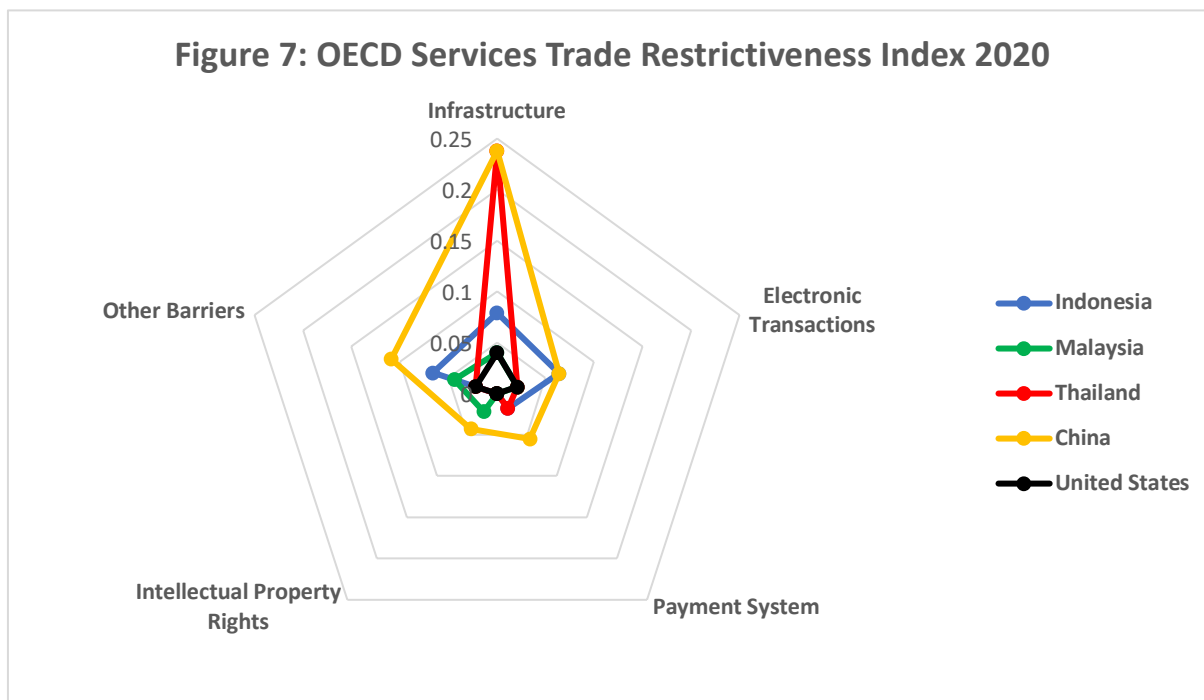 Figure 7: OECD Services Trade Restrictiveness Index 2020
Infrastructure
0.25
0.2
0.15
0.1
0.05
0
Electronic
Transactions
Other Barriers
Intellectual Property
Rights
Payment System
Indonesia
Malaysia
Thailand
China
United States